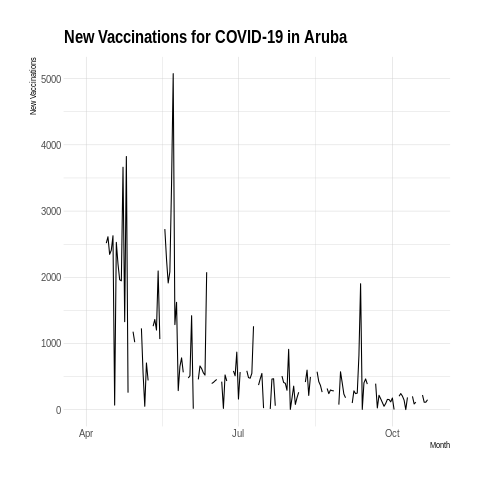 New Vaccinations for COVID-19 in Aruba
New Vaccinations
5000
4000
3000
2000
1000
0
Apr
Jul
Oct
Month